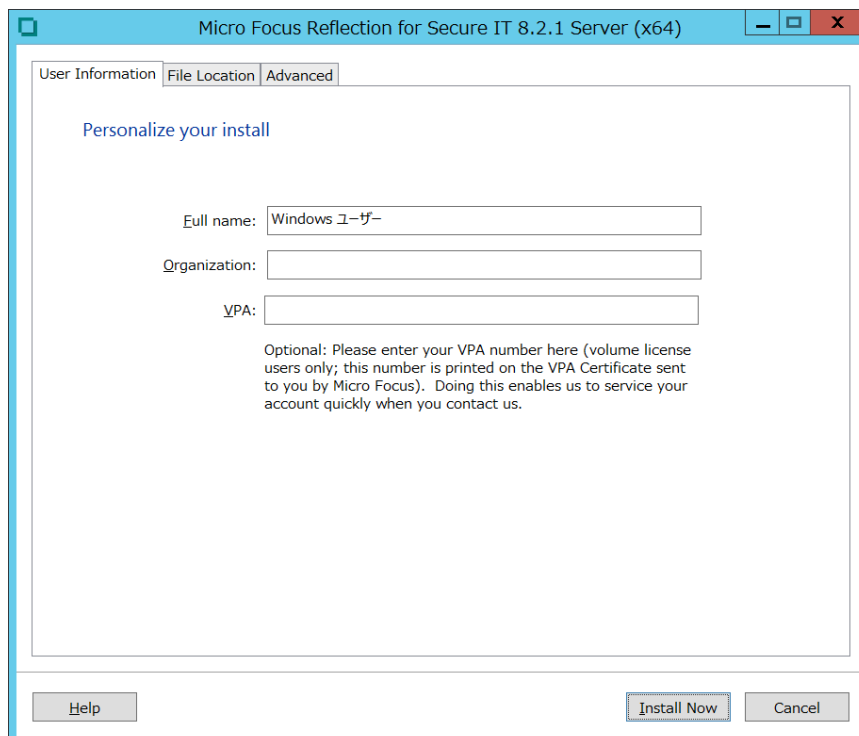 Micro Focus Reflection for Secure IT 8.2.1 Server (x64)
User Information File Location Advanced
Personalize your install
Full name: Windows ユーザー
Organization:
VPA:
Optional: Please enter your VPA number here (volume license
users only; this number is printed on the VPA Certificate sent
to you by Micro Focus).  Doing this enables us to service your
account quickly when you contact us.
Help Install Now Cancel